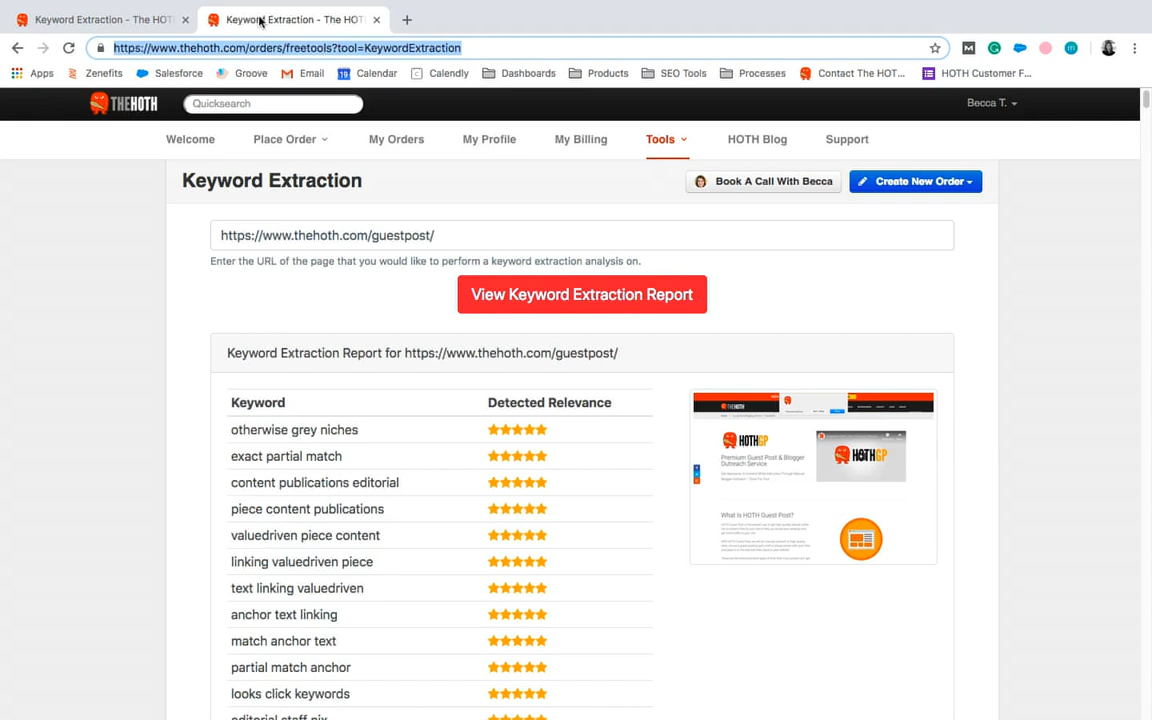 Keyword Extraction - The HOT
Keyword Extraction - The HOT
https://www.thehoth.com/orders/freetools?tool=KeywordExtraction
Apps Zenefits Salesforce Groove Email 19 Calendar Calendly Dashboards Products SEO Tools Processes Contact The HOT... HOTH Customer F...
THEHOTH Quicksearch Becca T.
Welcome Place Order My Orders My Profile My Billing Tools HOTH Blog Support
Keyword Extraction
Book A Call With Becca Create New Order
https://www.thehoth.com/guestpost/
Enter the URL of the page that you would like to perform a keyword extraction analysis on.
View Keyword Extraction Report
Keyword Extraction Report for https://www.thehoth.com/guestpost/
Keyword Detected Relevance
otherwise grey niches
exact partial match
content publications editorial
piece content publications
valuedriven piece content
linking valuedriven piece
text linking valuedriven
anchor text linking
match anchor text
partial match anchor
looks click keywords
editorial staff pix
THEHOTH
HOTHGP
Premium Guest Post & Blogger
Outreach Service
HOTHGP
What Is HOTH Guest Post?